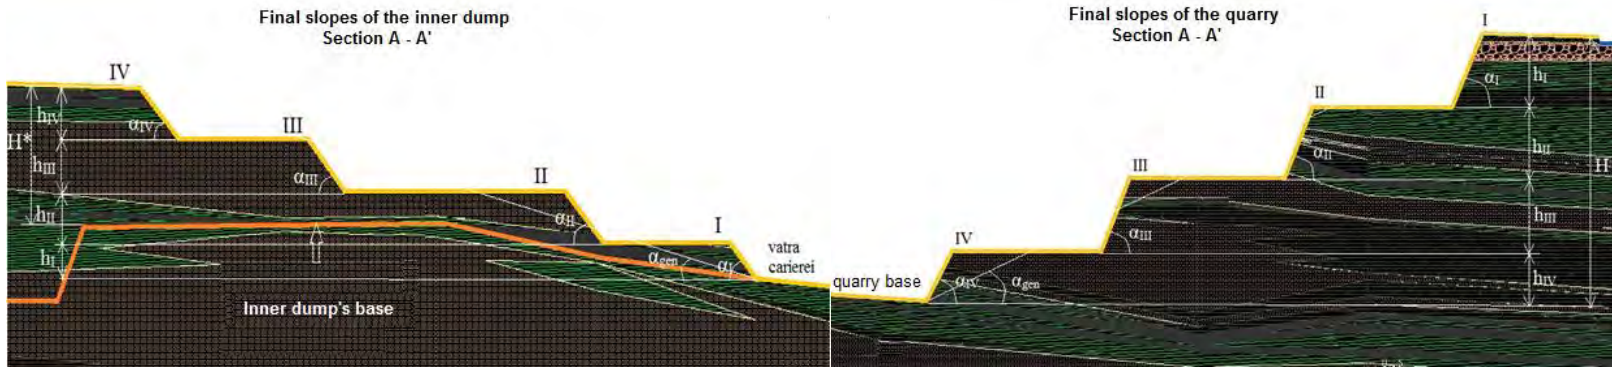 Final slopes of the inner dump
Section A - A'
IV
hIV
αIV
III
H*
hIII
αIII
II
hII
αII
I
hI
αgen
αI
vatra
carierei
Inner dump's base
Final slopes of the quarry
Section A - A'
I
αI
hI
II
hII
αII
III
H
hIII
αIII
IV
quarry base
αIV
αgen
hIV